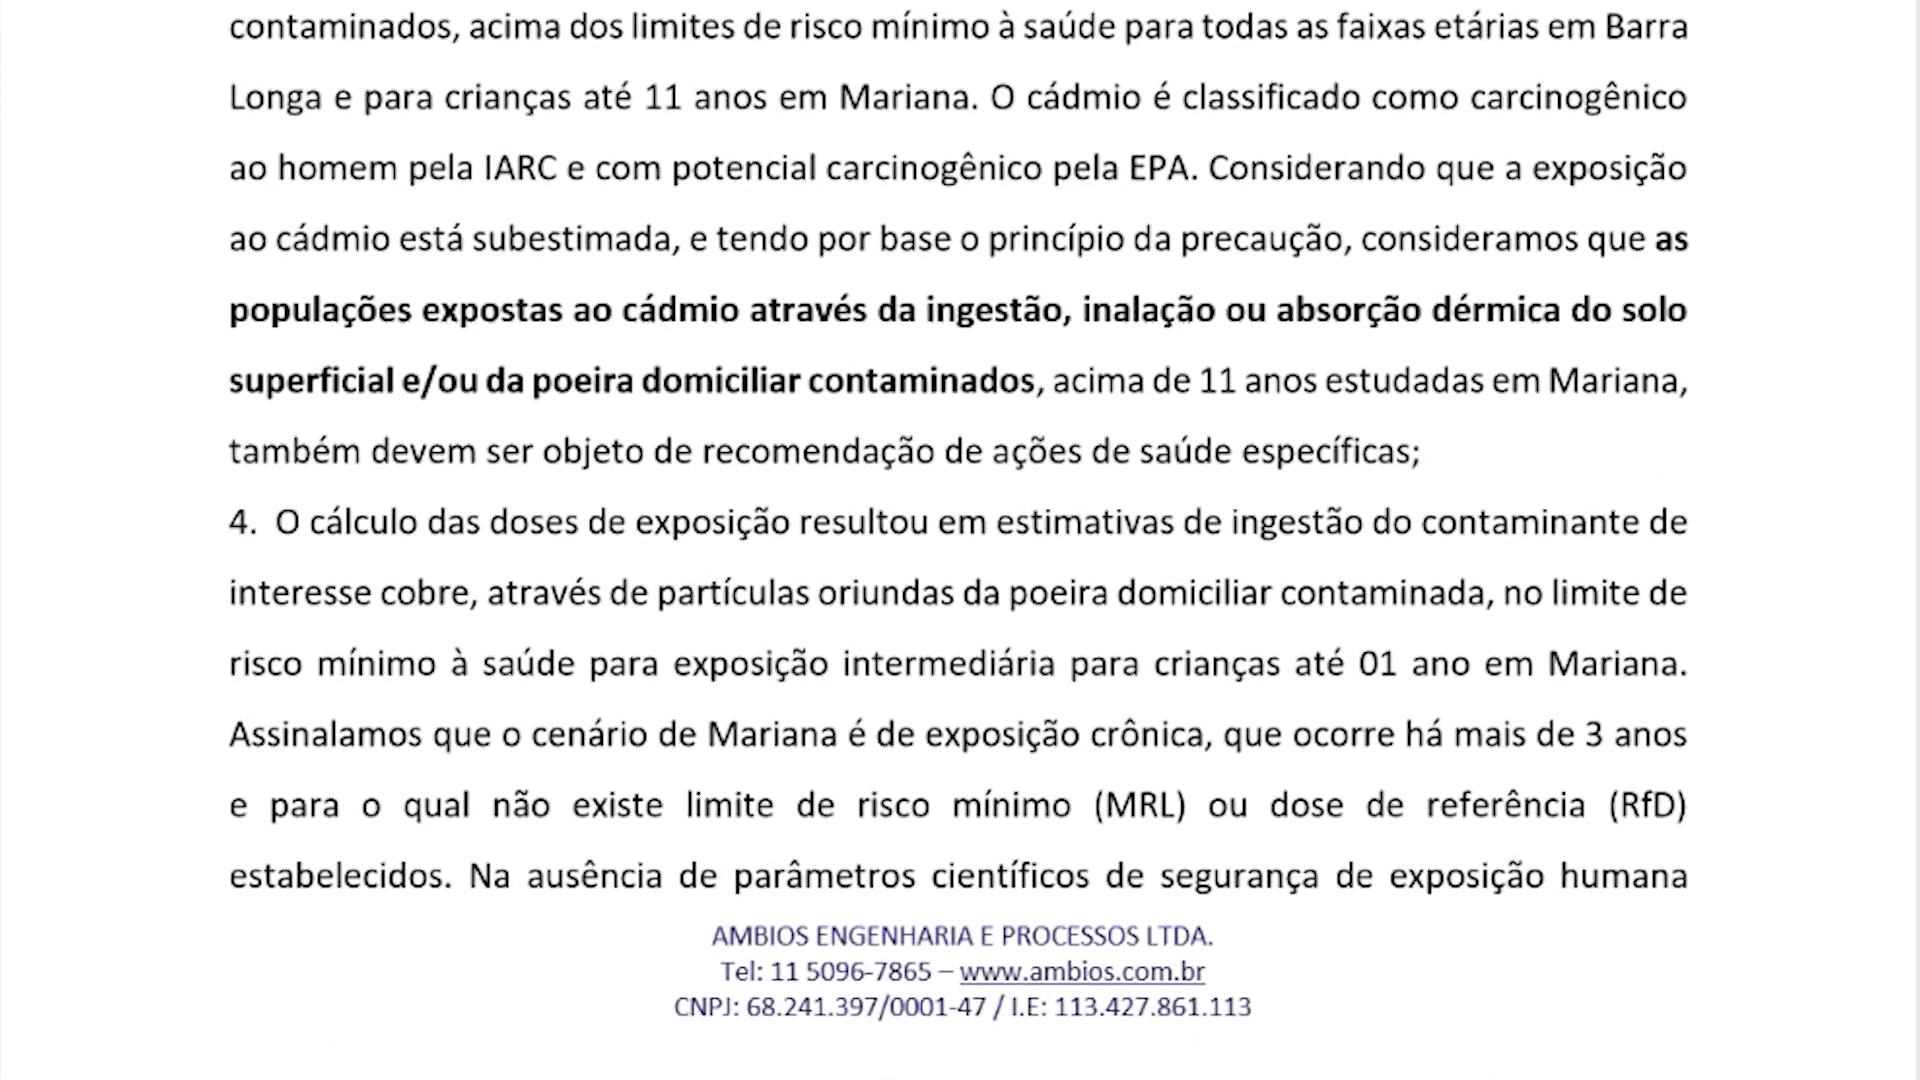 contaminados, acima dos limites de risco mínimo à saúde para todas as faixas etárias em Barra
Longa e para crianças até 11 anos em Mariana. O cádmio é classificado como carcinogênico
ao homem pela IARC e com potencial carcinogênico pela EPA. Considerando que a exposição
ao cádmio está subestimada, e tendo por base o princípio da precaução, consideramos que as
populações expostas ao cádmio através da ingestão, inalação ou absorção dérmica do solo
superficial e/ou da poeira domiciliar contaminados, acima de 11 anos estudadas em Mariana,
também devem ser objeto de recomendação de ações de saúde específicas;
4. O cálculo das doses de exposição resultou em estimativas de ingestão do contaminante de
interesse cobre, através de partículas oriundas da poeira domiciliar contaminada, no limite de
risco mínimo à saúde para exposição intermediária para crianças até 01 ano em Mariana.
Assinalamos que o cenário de Mariana é de exposição crônica, que ocorre há mais de 3 anos
e para o qual não existe limite de risco mínimo (MRL) ou dose de referência (RfD)
estabelecidos. Na ausência de parâmetros científicos de segurança de exposição humana
AMBIOS ENGENHARIA E PROCESSOS LTDA.
Tel: 11 5096-7865 – www.ambios.com.br
CNPJ: 68.241.397/0001-47 / I.E: 113.427.861.113